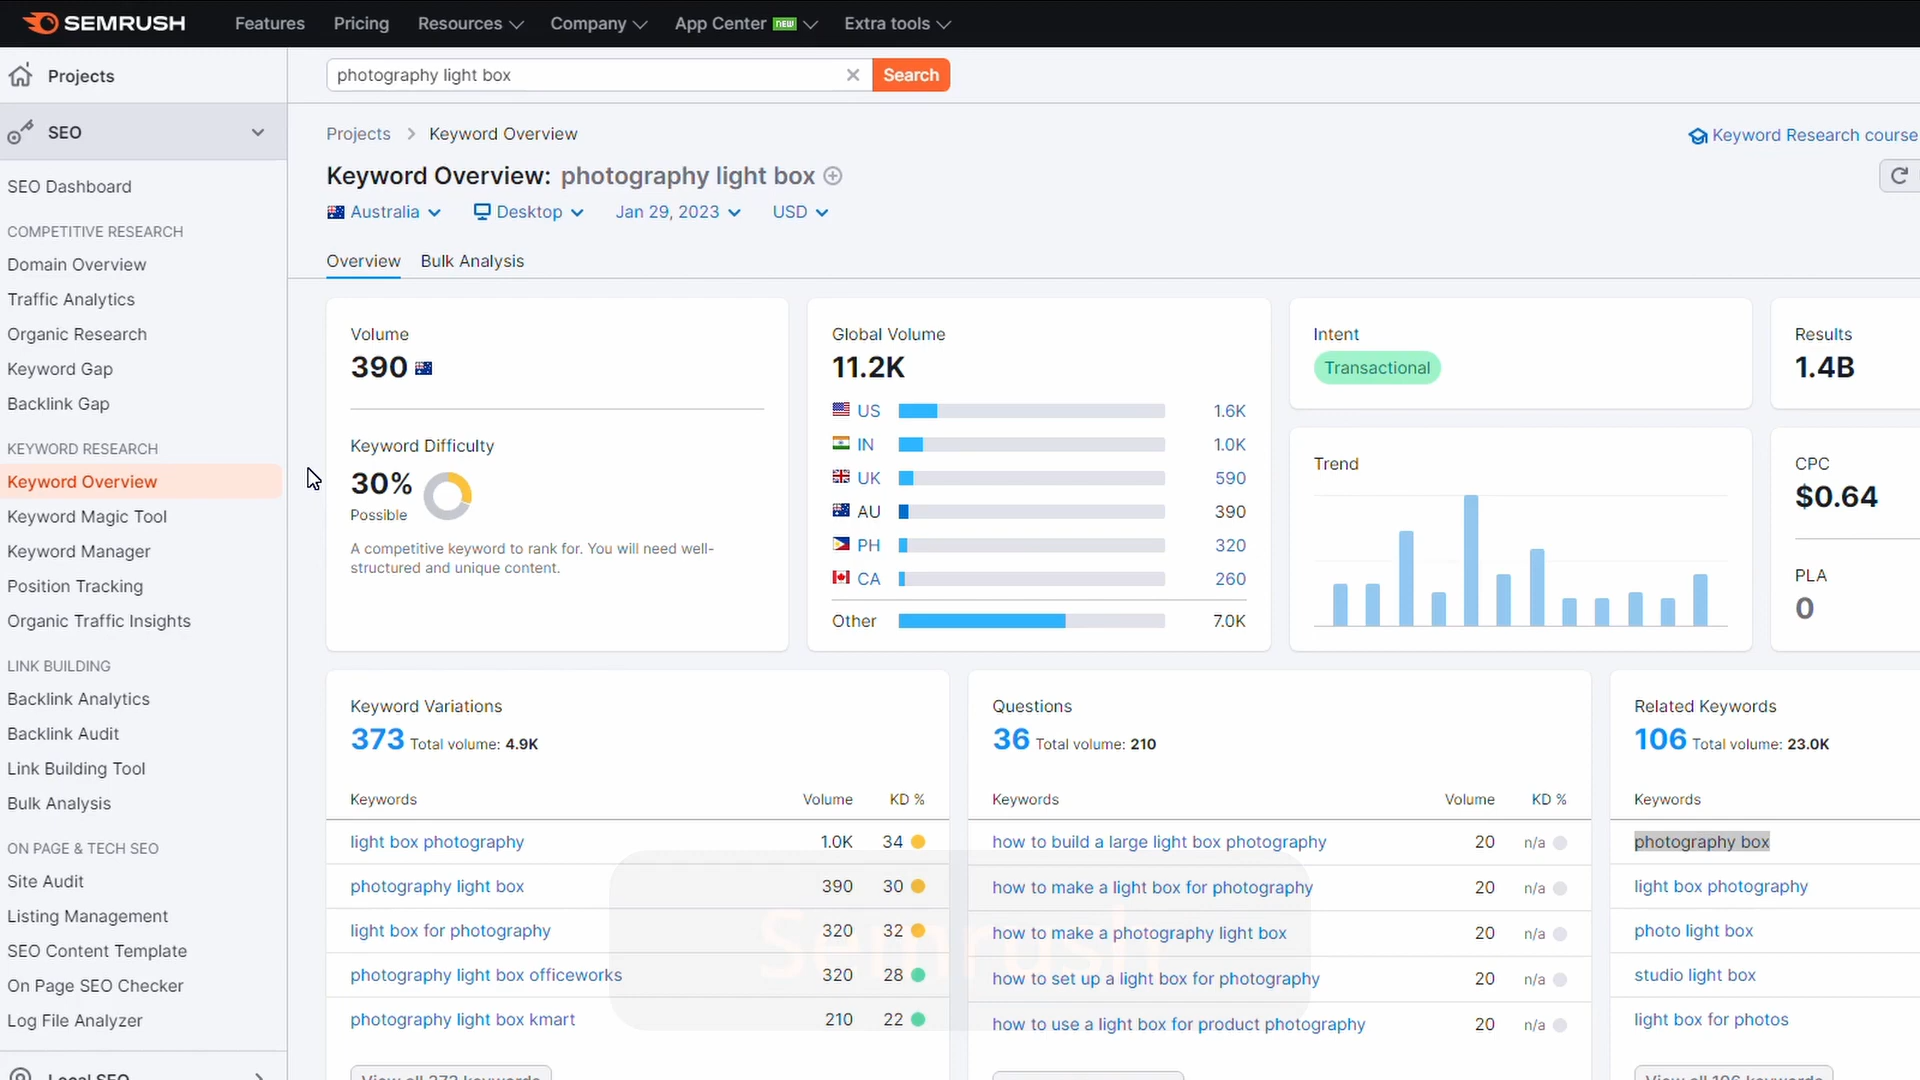 SEMRUSH
Features
Pricing
Resources
Company
App Center NEW
Extra tools
Projects
photography light box
Search
SEO
SEO Dashboard
COMPETITIVE RESEARCH
Domain Overview
Traffic Analytics
Organic Research
Keyword Gap
Backlink Gap
KEYWORD RESEARCH
Keyword Overview
Keyword Magic Tool
Keyword Manager
Position Tracking
Organic Traffic Insights
LINK BUILDING
Backlink Analytics
Backlink Audit
Link Building Tool
Bulk Analysis
ON PAGE & TECH SEO
Site Audit
Listing Management
SEO Content Template
On Page SEO Checker
Log File Analyzer
Local SEO
Projects > Keyword Overview
Keyword Research course
Keyword Overview: photography light box
Australia
Desktop
Jan 29, 2023
USD
Overview
Bulk Analysis
Volume
390
Keyword Difficulty
30%
Possible
A competitive keyword to rank for. You will need well-
structured and unique content.
Global Volume
11.2K
US 1.6K
IN 1.0K
UK 590
AU 390
PH 320
CA 260
Other 7.0K
Intent
Transactional
Trend
Results
1.4B
CPC
$0.64
PLA
0
Keyword Variations
373 Total volume: 4.9K
Keywords Volume KD %
light box photography 1.0K 34
photography light box 390 30
light box for photography 320 32
photography light box officeworks 320 28
photography light box kmart 210 22
View all 373 keywords
Questions
36 Total volume: 210
Keywords Volume KD %
how to build a large light box photography 20 n/a
how to make a light box for photography 20 n/a
how to make a photography light box 20 n/a
how to set up a light box for photography 20 n/a
how to use a light box for product photography 20 n/a
Related Keywords
106 Total volume: 23.0K
Keywords
photography box
light box photography
photo light box
studio light box
light box for photos
View all 106 keywords
Semrush